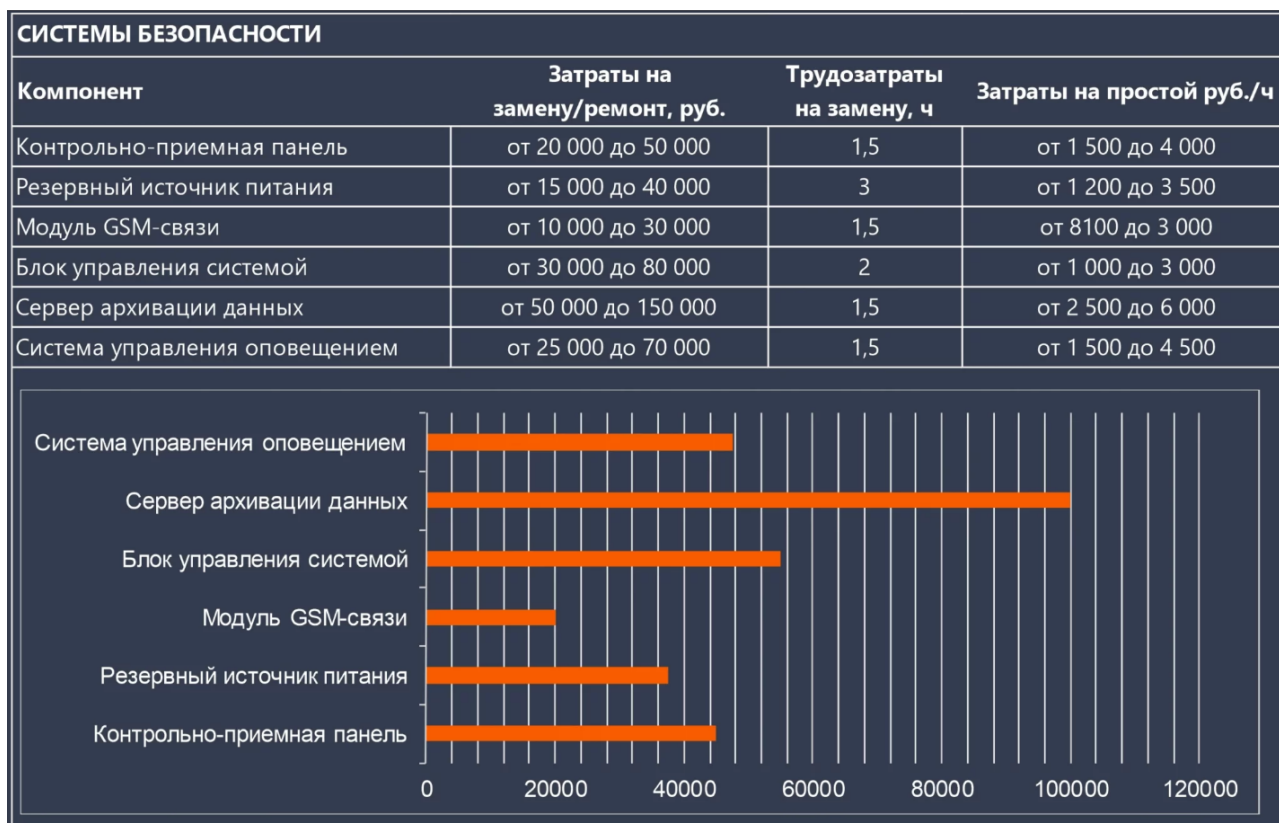 СИСТЕМЫ БЕЗОПАСНОСТИ
Компонент
Затраты на
замену/ремонт, руб.
Трудозатраты
на замену, ч
Затраты на простой руб./ч
Контрольно-приемная панель от 20 000 до 50 000 1,5 от 1 500 до 4 000
Резервный источник питания от 15 000 до 40 000 3 от 1 200 до 3 500
Модуль GSM-связи от 10 000 до 30 000 1,5 от 8100 до 3 000
Блок управления системой от 30 000 до 80 000 2 от 1 000 до 3 000
Сервер архивации данных от 50 000 до 150 000 1,5 от 2 500 до 6 000
Система управления оповещением от 25 000 до 70 000 1,5 от 1 500 до 4 500
Система управления оповещением
Сервер архивации данных
Блок управления системой
Модуль GSM-связи
Резервный источник питания
Контрольно-приемная панель
0 20000 40000 60000 80000 100000 120000